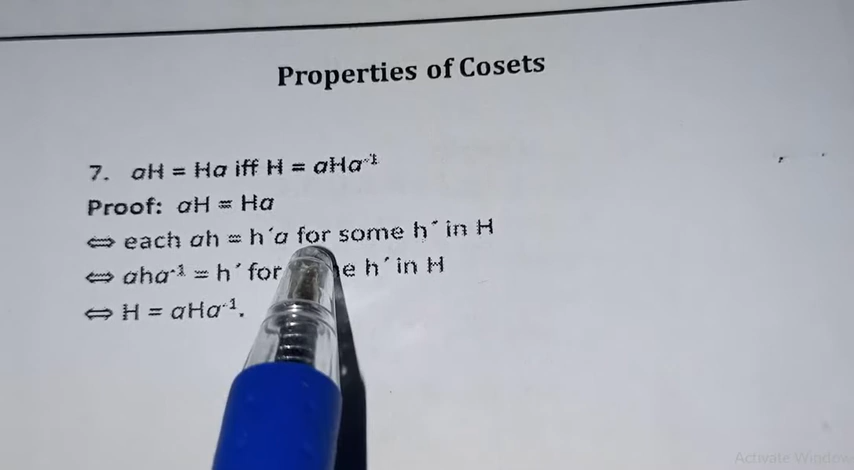 Properties of Cosets
7. aH = Ha iff H = aHa⁻¹
Proof: aH = Ha
⇔ each ah = h´a for some h´ in H
⇔ aha⁻¹ = h´ for e h´ in H
⇔ H = aHa⁻¹.
Activate Window